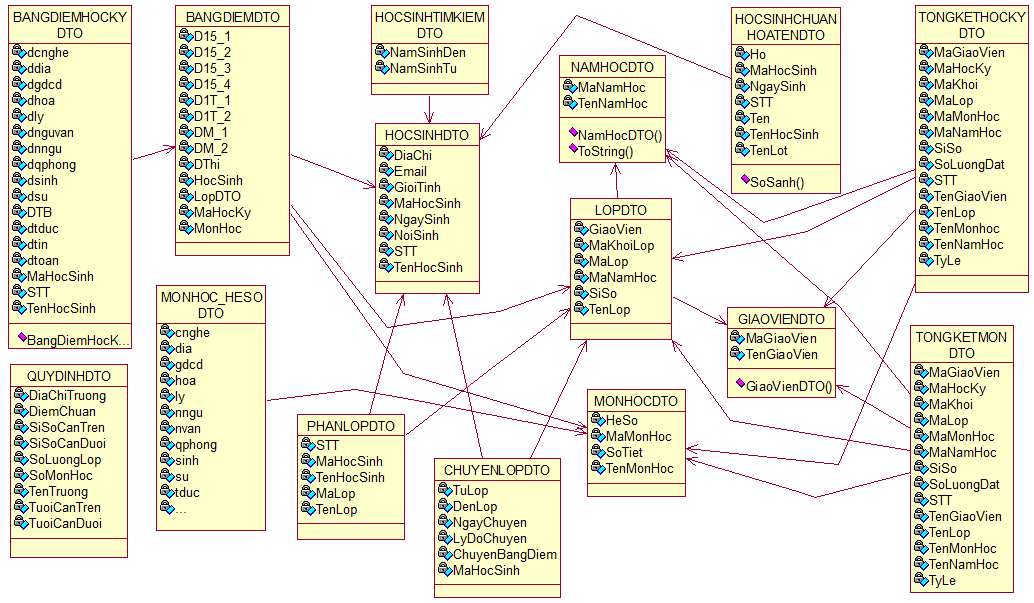 BANGDIEMHOCKY
DTO
dcnghe
ddia
dgdcd
dhoa
dly
dnguvan
dnngu
dqphong
dsinh
dsu
DTB
dtduc
dtin
dtoan
MaHocSinh
STT
TenHocSinh
BangDiemHocK...
BANGDIEMDTO
D15_1
D15_2
D15_3
D15_4
D1T_1
D1T_2
DM_1
DM_2
DThi
HocSinh
LopDTO
MaHocKy
MonHoc
HOCSINHTIMKIEM
DTO
NamSinhDen
NamSinhTu
HOCSINHDTO
DiaChi
Email
GioiTinh
MaHocSinh
NgaySinh
NoiSinh
STT
TenHocSinh
NAMHOCDTO
MaNamHoc
TenNamHoc
NamHocDTO()
ToString()
HOCSINHCHUAN
HOATENDTO
Ho
MaHocSinh
NgaySinh
STT
Ten
TenHocSinh
TenLot
SoSanh()
TONGKETHOCKY
DTO
MaGiaoVien
MaHocKy
MaKhoi
MaLop
MaMonHoc
MaNamHoc
SiSo
SoLuongDat
STT
TenGiaoVien
TenLop
TenMonhoc
TenNamHoc
TyLe
LOPDTO
GiaoVien
MaKhoiLop
MaLop
MaNamHoc
SiSo
TenLop
MONHOC_HESO
DTO
cnghe
dia
gdcd
hoa
ly
nngu
nvan
qphong
sinh
su
tduc
...
GIAOVIENDTO
MaGiaoVien
TenGiaoVien
GiaoVienDTO()
TONGKETMON
DTO
MaGiaoVien
MaHocKy
MaKhoi
MaLop
MaMonHoc
MaNamHoc
SiSo
SoLuongDat
STT
TenGiaoVien
TenLop
TenMonHoc
TenNamHoc
TyLe
QUYDINHDTO
DiaChiTruong
DiemChuan
SiSoCanTren
SiSoCanDuoi
SoLuongLop
SoMonHoc
TenTruong
TuoiCanTren
TuoiCanDuoi
PHANLOPDTO
STT
MaHocSinh
TenHocSinh
MaLop
TenLop
MONHOCDTO
HeSo
MaMonHoc
SoTiet
TenMonHoc
CHUYENLOPDTO
TuLop
DenLop
NgayChuyen
LyDoChuyen
ChuyenBangDiem
MaHocSinh